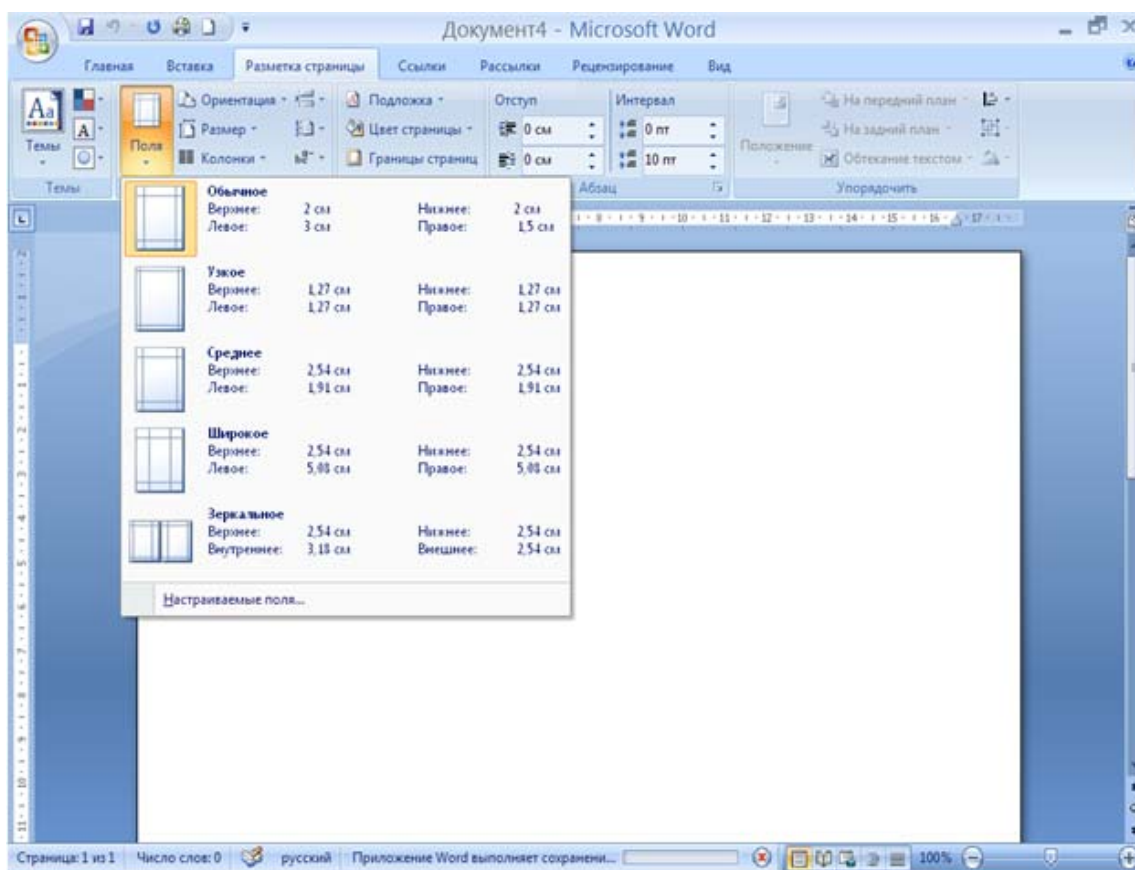 Документ4 - Microsoft Word
Главная Вставка Разметка страницы Ссылки Рассылки Рецензирование Вид
Aa Ориентация Подложка Отступ Интервал На передний план
A Размер Цвет страницы 0 см 0 пт На задний план
Темы Поля Колонки Границы страниц 0 см 10 пт Положение Обтекание текстом
Темы Абзац Упорядочить
Обычное
Верхнее: 2 см Нижнее: 2 см
Левое: 3 см Правое: 1,5 см
Узкое
Верхнее: 1,27 см Нижнее: 1,27 см
Левое: 1,27 см Правое: 1,27 см
Среднее
Верхнее: 2,54 см Нижнее: 2,54 см
Левое: 1,91 см Правое: 1,91 см
Широкое
Верхнее: 2,54 см Нижнее: 2,54 см
Левое: 5,08 см Правое: 5,08 см
Зеркальное
Верхнее: 2,54 см Нижнее: 2,54 см
Внутреннее: 3,18 см Внешнее: 2,54 см
Настраиваемые поля...
Страница: 1 из 1 Число слов: 0 русский Приложение Word выполняет сохранени... 100%